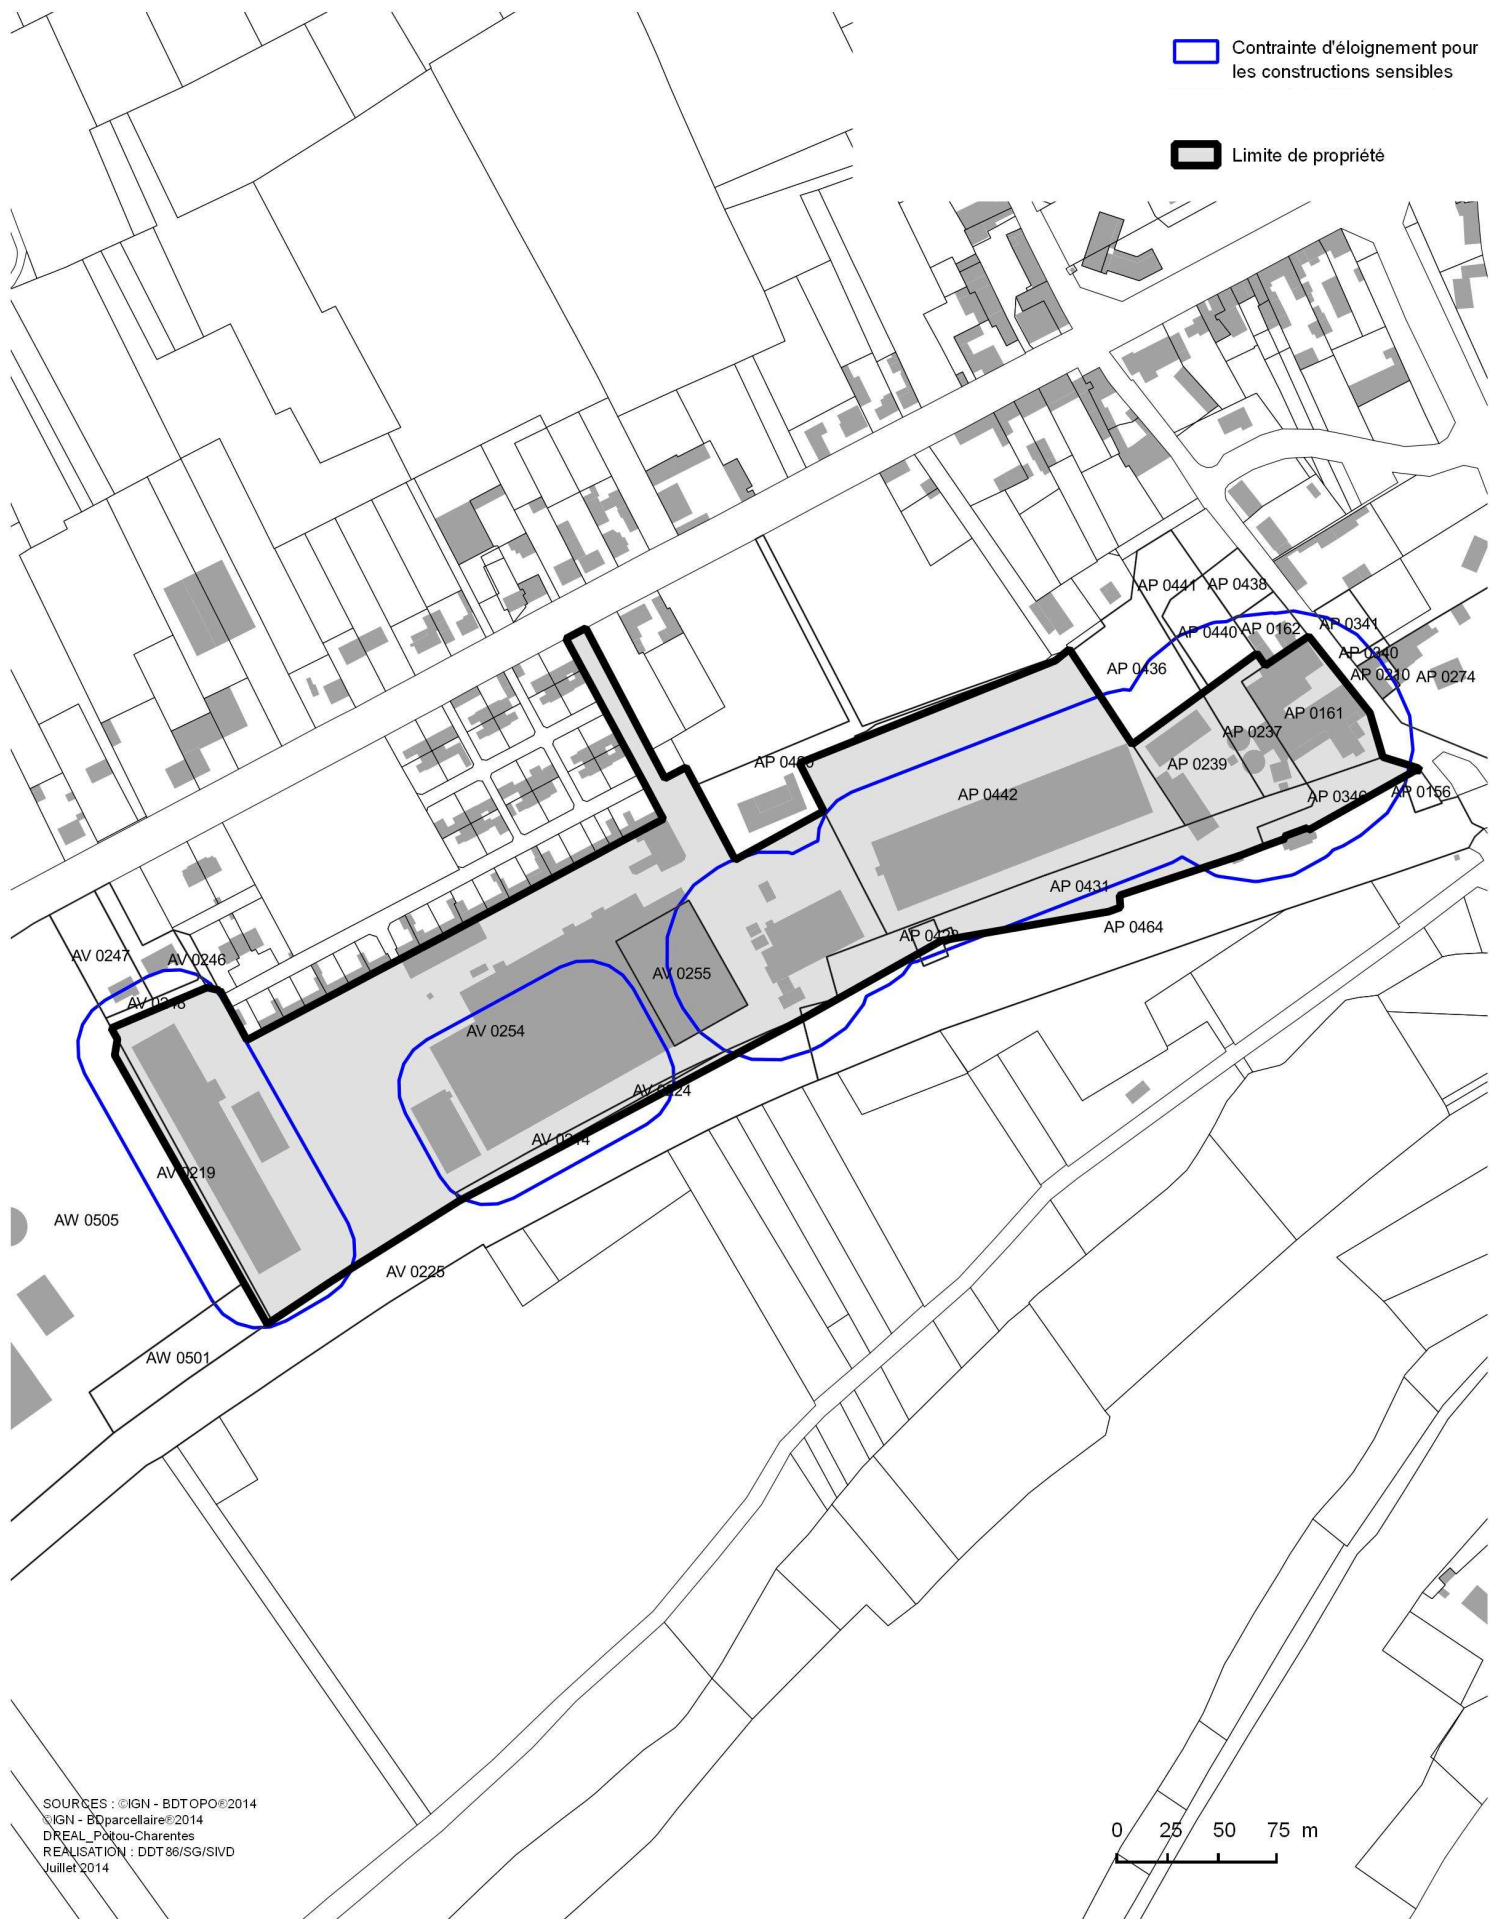 Contrainte d'éloignement pour
les constructions sensibles
Limite de propriété
AP 0441
AP 0438
AP 0440
AP 0162
AP 0341
AP 0340
AP 0436
AP 0210
AP 0274
AP 0161
AP 0237
AP 0239
AP 0442
AP 0156
AP 0431
AP 0464
AV 0247
AV 0246
AV 0255
AV 0254
AV 0219
AW 0505
AV 0225
AW 0501
SOURCES : ©IGN - BDTOPO®2014
©IGN - BDparcellaire®2014
DREAL_Poitou-Charentes
REALISATION : DDT86/SG/SIVD
Juillet 2014
0 25 50 75 m